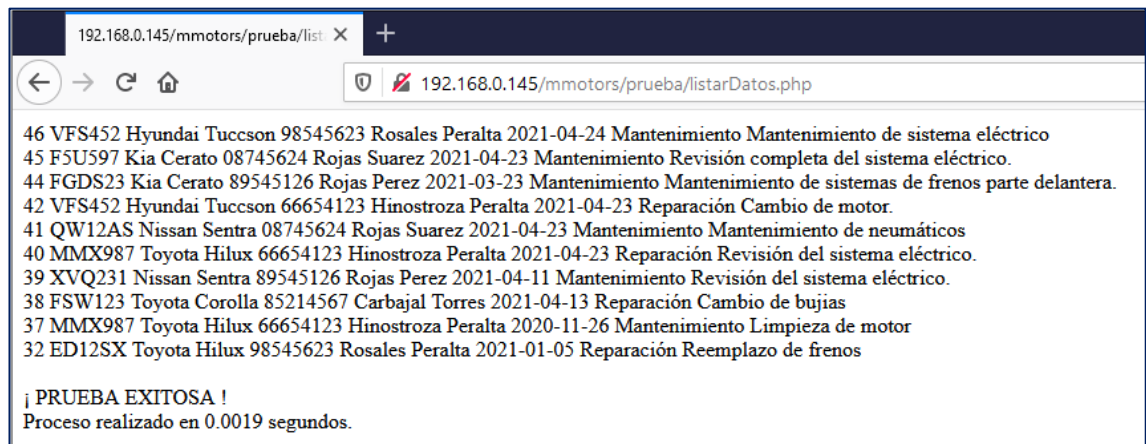 192.168.0.145/mmotors/prueba/list
192.168.0.145/mmotors/prueba/listarDatos.php
46 VFS452 Hyundai Tuccson 98545623 Rosales Peralta 2021-04-24 Mantenimiento Mantenimiento de sistema eléctrico
45 F5U597 Kia Cerato 08745624 Rojas Suarez 2021-04-23 Mantenimiento Revisión completa del sistema eléctrico.
44 FGDS23 Kia Cerato 89545126 Rojas Perez 2021-03-23 Mantenimiento Mantenimiento de sistemas de frenos parte delantera.
42 VFS452 Hyundai Tuccson 66654123 Hinostroza Peralta 2021-04-23 Reparación Cambio de motor.
41 QW12AS Nissan Sentra 08745624 Rojas Suarez 2021-04-23 Mantenimiento Mantenimiento de neumáticos
40 MMX987 Toyota Hilux 66654123 Hinostroza Peralta 2021-04-23 Reparación Revisión del sistema eléctrico.
39 XVQ231 Nissan Sentra 89545126 Rojas Perez 2021-04-11 Mantenimiento Revisión del sistema eléctrico.
38 FSW123 Toyota Corolla 85214567 Carbajal Torres 2021-04-13 Reparación Cambio de bujias
37 MMX987 Toyota Hilux 66654123 Hinostroza Peralta 2020-11-26 Mantenimiento Limpieza de motor
32 ED12SX Toyota Hilux 98545623 Rosales Peralta 2021-01-05 Reparación Reemplazo de frenos
¡ PRUEBA EXITOSA !
Proceso realizado en 0.0019 segundos.